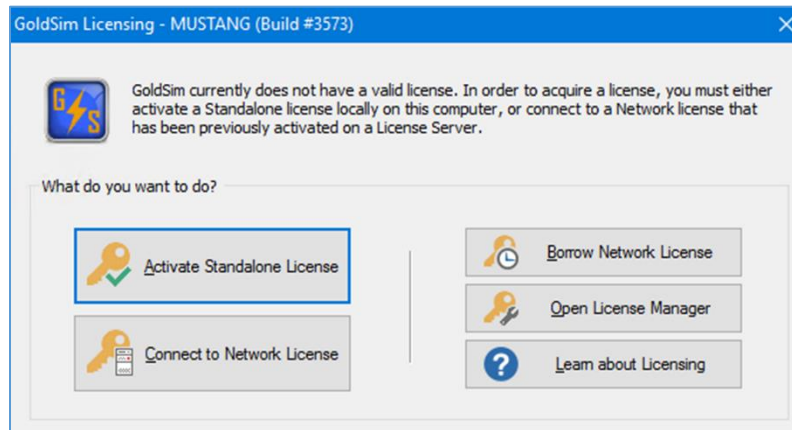 GoldSim Licensing - MUSTANG (Build #3573)
G S
GoldSim currently does not have a valid license. In order to acquire a license, you must either
activate a Standalone license locally on this computer, or connect to a Network license that
has been previously activated on a License Server.
What do you want to do?
Activate Standalone License
Connect to Network License
Borrow Network License
Open License Manager
Learn about Licensing